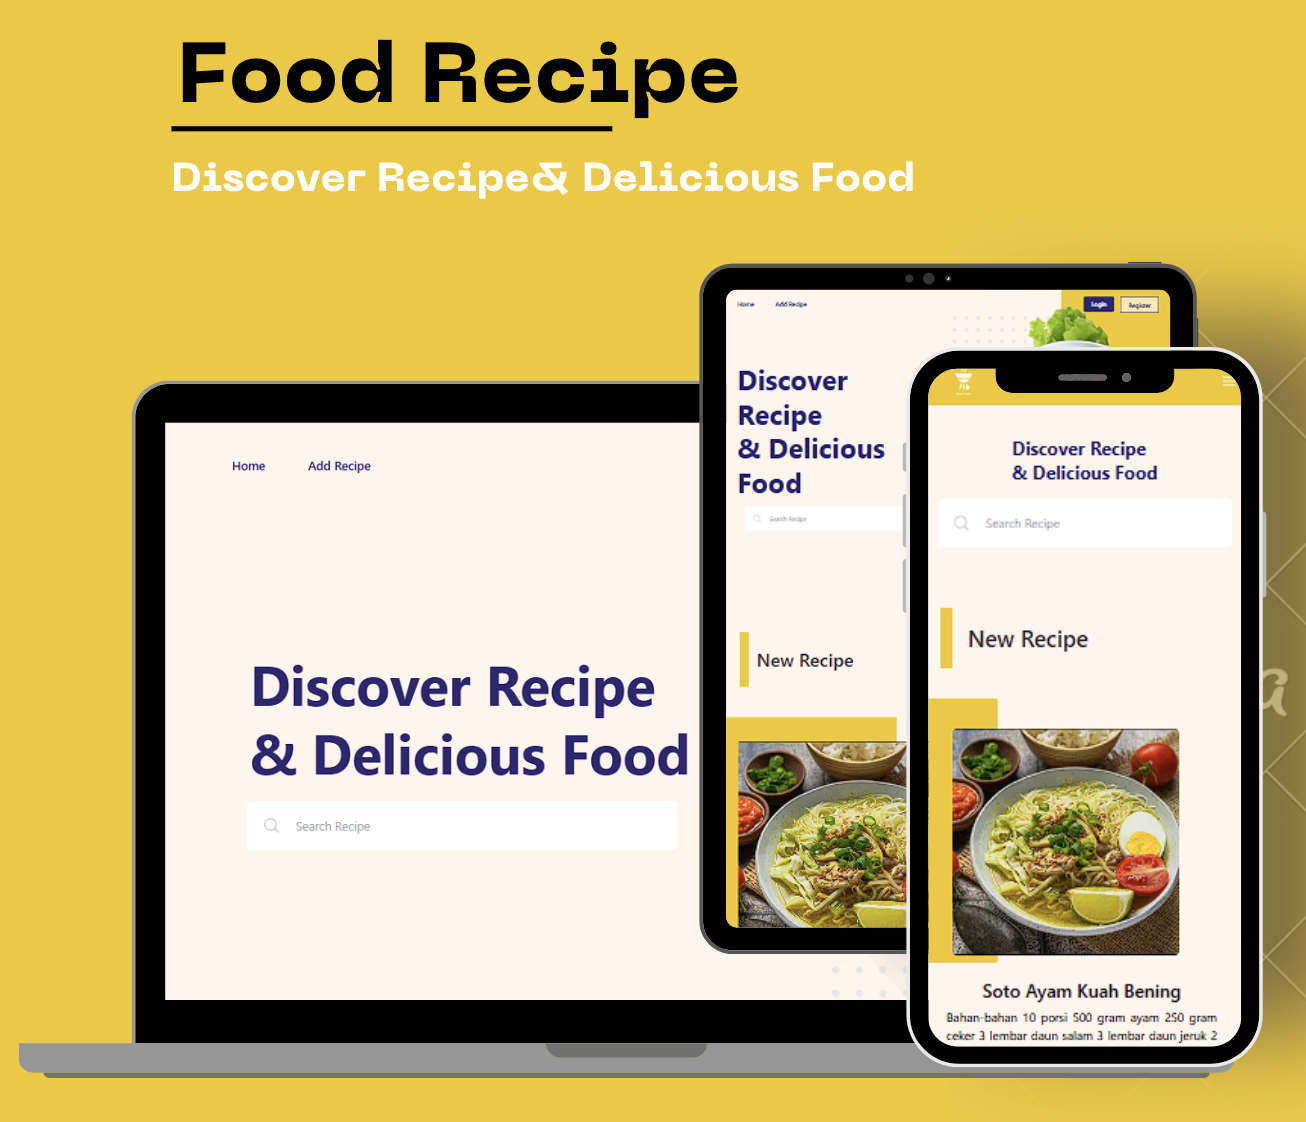 Food Recipe
Discover Recipe& Delicious Food
Home
Add Recipe
Discover Recipe
& Delicious Food
Search Recipe
Home
Add Recipe
Login
Register
Discover
Recipe
& Delicious
Food
Search Recipe
New Recipe
Discover Recipe
& Delicious Food
Search Recipe
New Recipe
Soto Ayam Kuah Bening
Bahan-bahan 10 porsi 500 gram ayam 250 gram
ceker 3 lembar daun salam 3 lembar daun jeruk 2
a